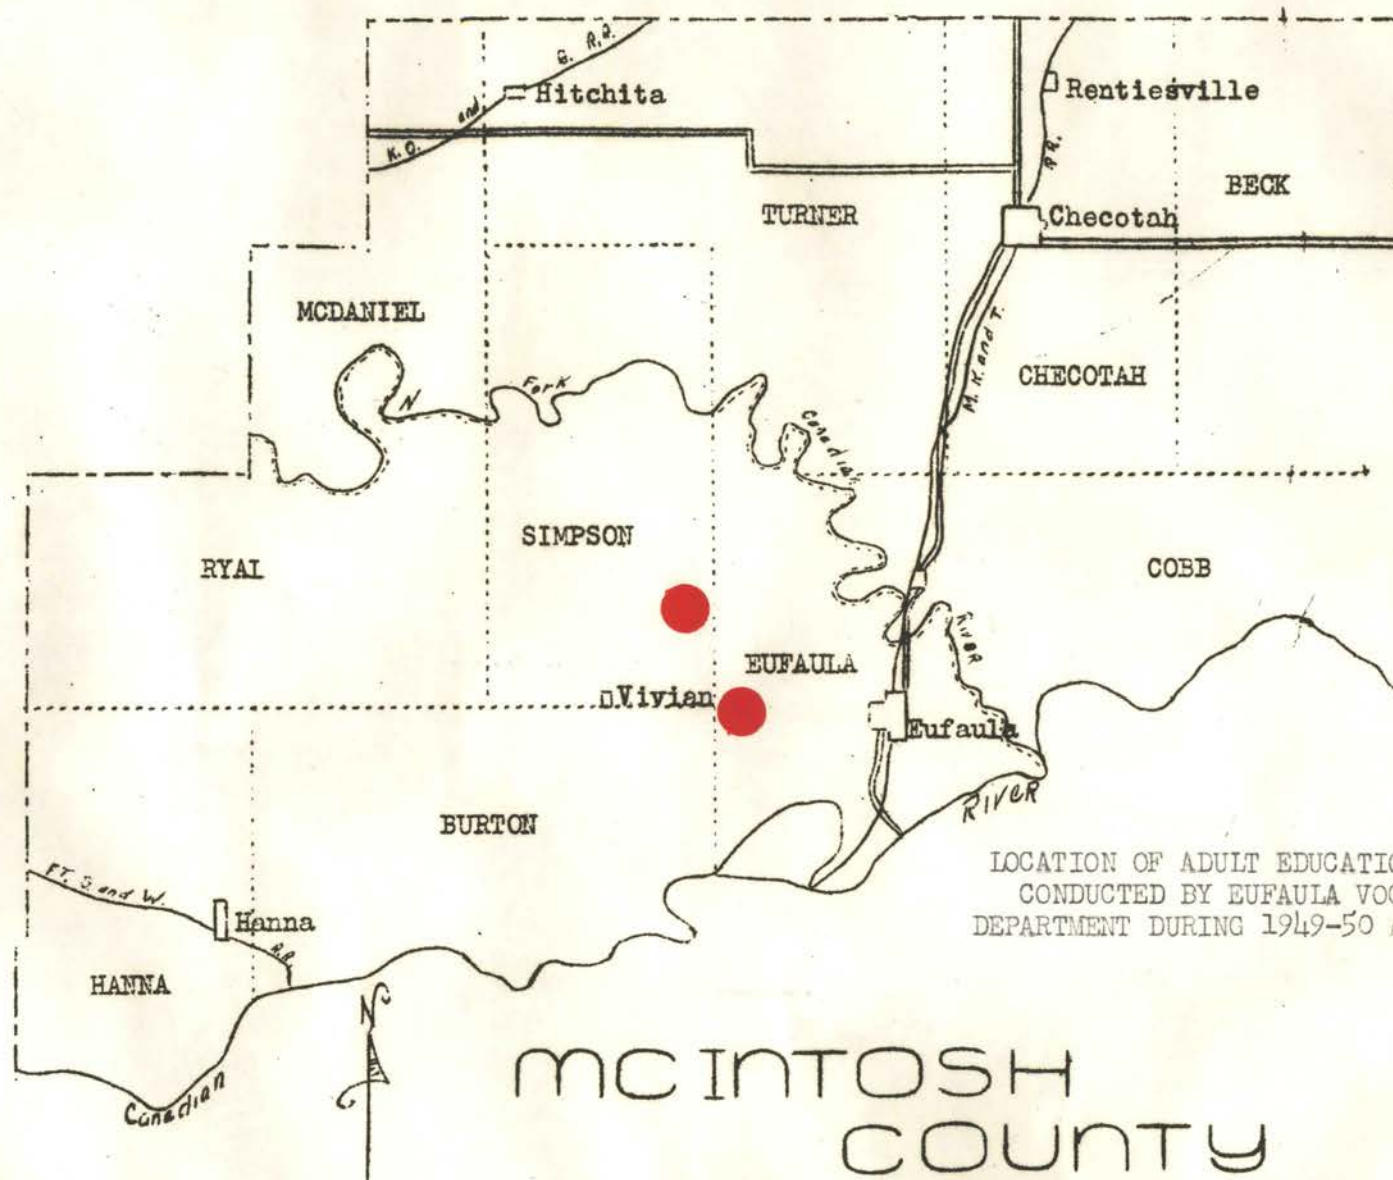 G. R.R.
Hitchita
and
K.O.
Rentiesville
RR.
BECK
TURNER
Checotah
MCDANIEL
M.K. and T.
CHECOTAH
N
Fork
Canadian
SIMPSON
RYAL
COBB
River
EUFAULA
Vivian
Eufaula
RIVER
BURTON
FT. S. and W.
Hanna
R.R.
HANNA
LOCATION OF ADULT EDUCATIO
CONDUCTED BY EUFAULA VOC
DEPARTMENT DURING 1949-50
N
Canadian
MCINTOSH
COUNTY